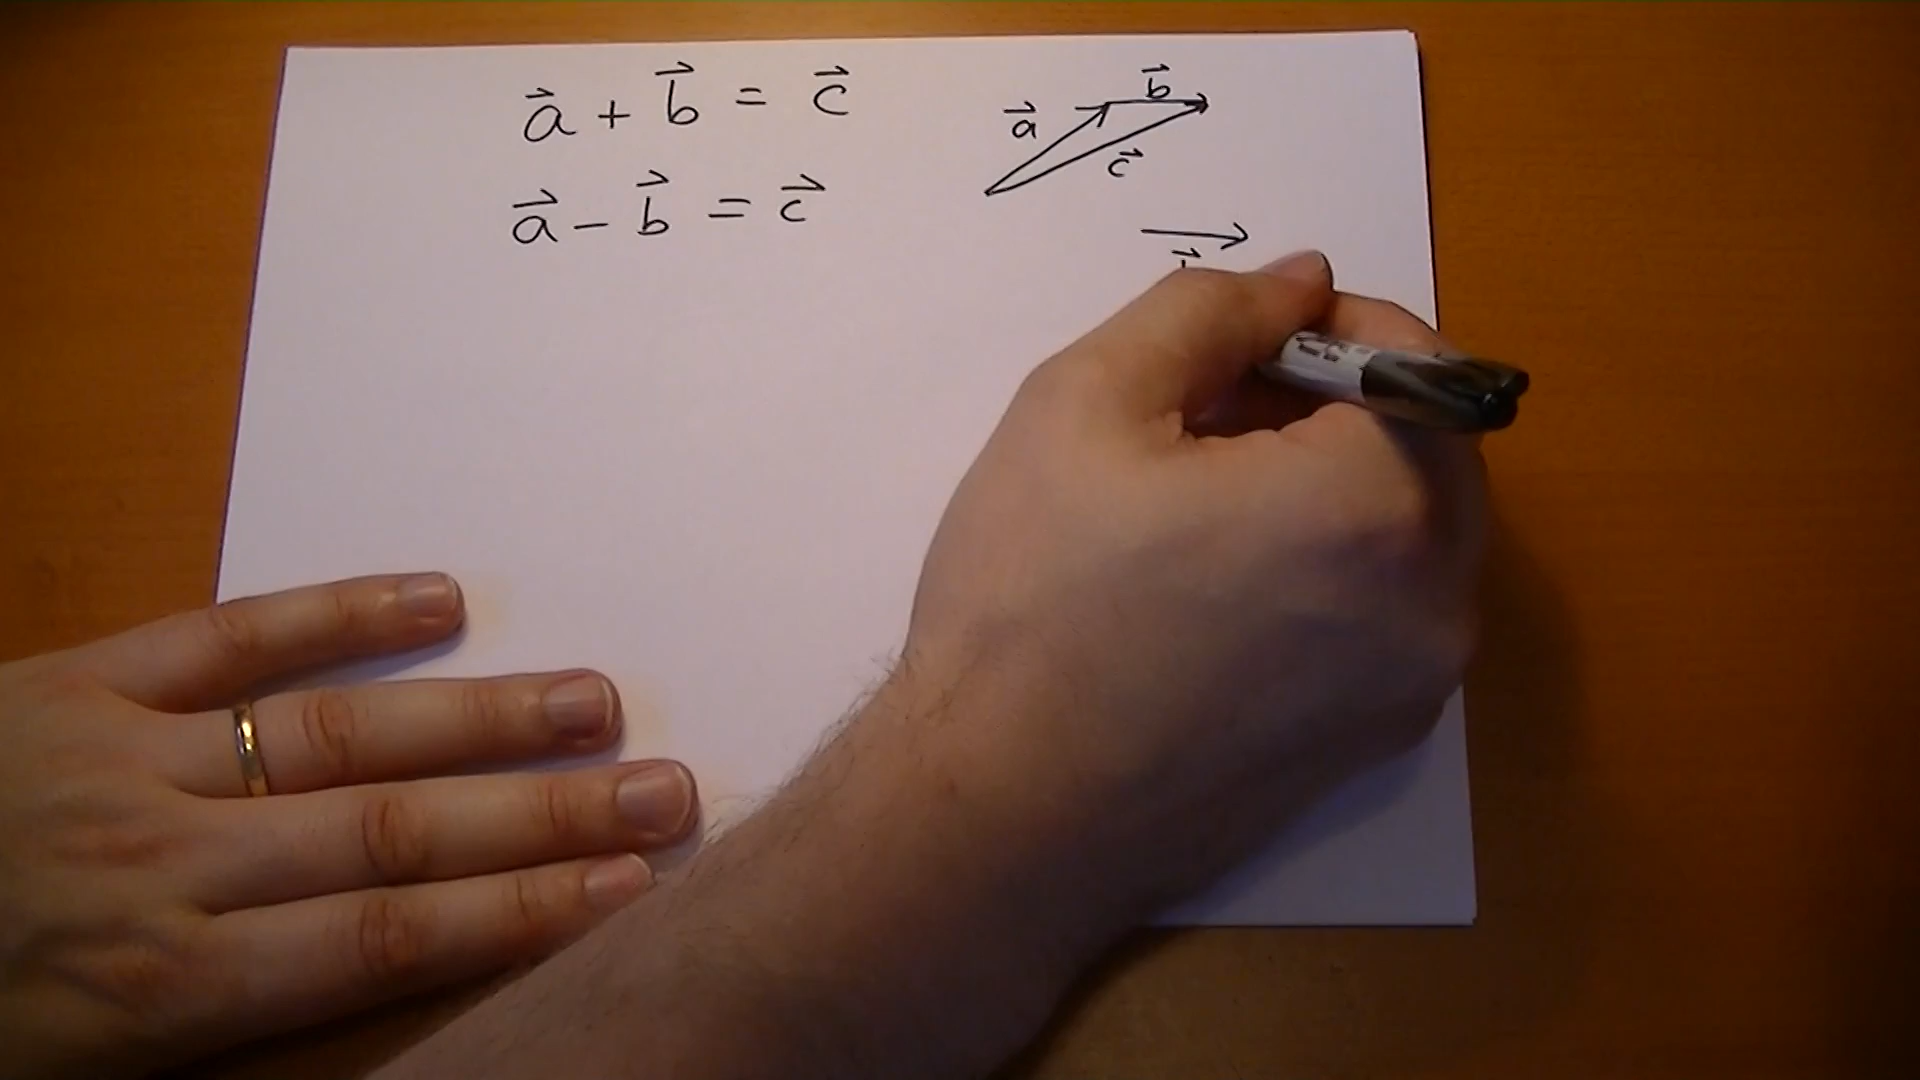 a⃗ + b⃗ = c⃗
a⃗ − b⃗ = c⃗
b⃗
a⃗
c⃗